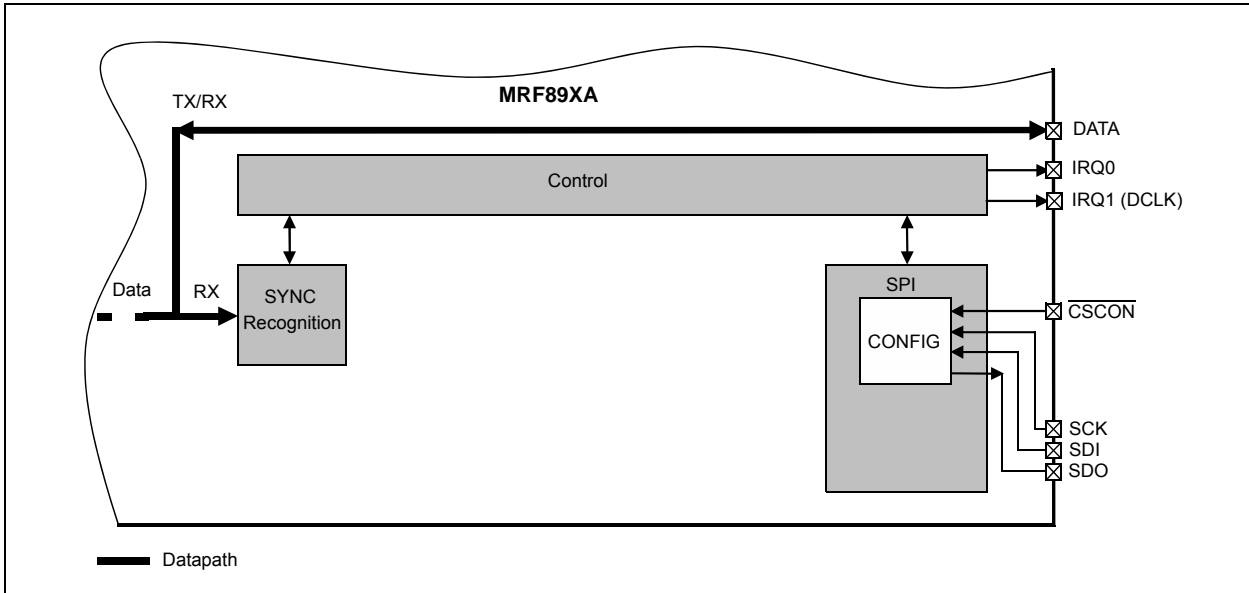 MRF89XA
TX/RX
DATA
Control
IRQ0
IRQ1 (DCLK)
Data
RX
SYNC
Recognition
SPI
CONFIG
CSCON
SCK
SDI
SDO
Datapath